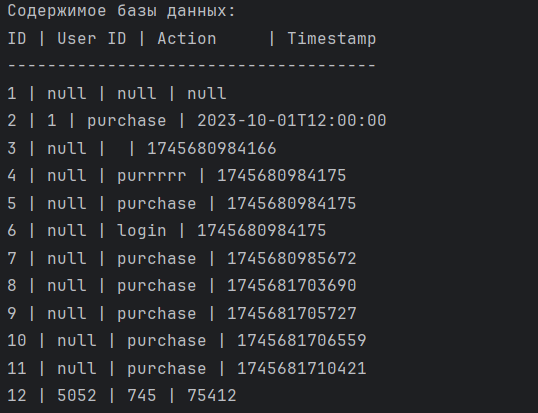 Содержимое базы данных:
ID | User ID | Action     | Timestamp
-------------------------------------
1 | null | null | null
2 | 1 | purchase | 2023-10-01T12:00:00
3 | null |  | 1745680984166
4 | null | purrrrr | 1745680984175
5 | null | purchase | 1745680984175
6 | null | login | 1745680984175
7 | null | purchase | 1745680985672
8 | null | purchase | 1745681703690
9 | null | purchase | 1745681705727
10 | null | purchase | 1745681706559
11 | null | purchase | 1745681710421
12 | 5052 | 745 | 75412